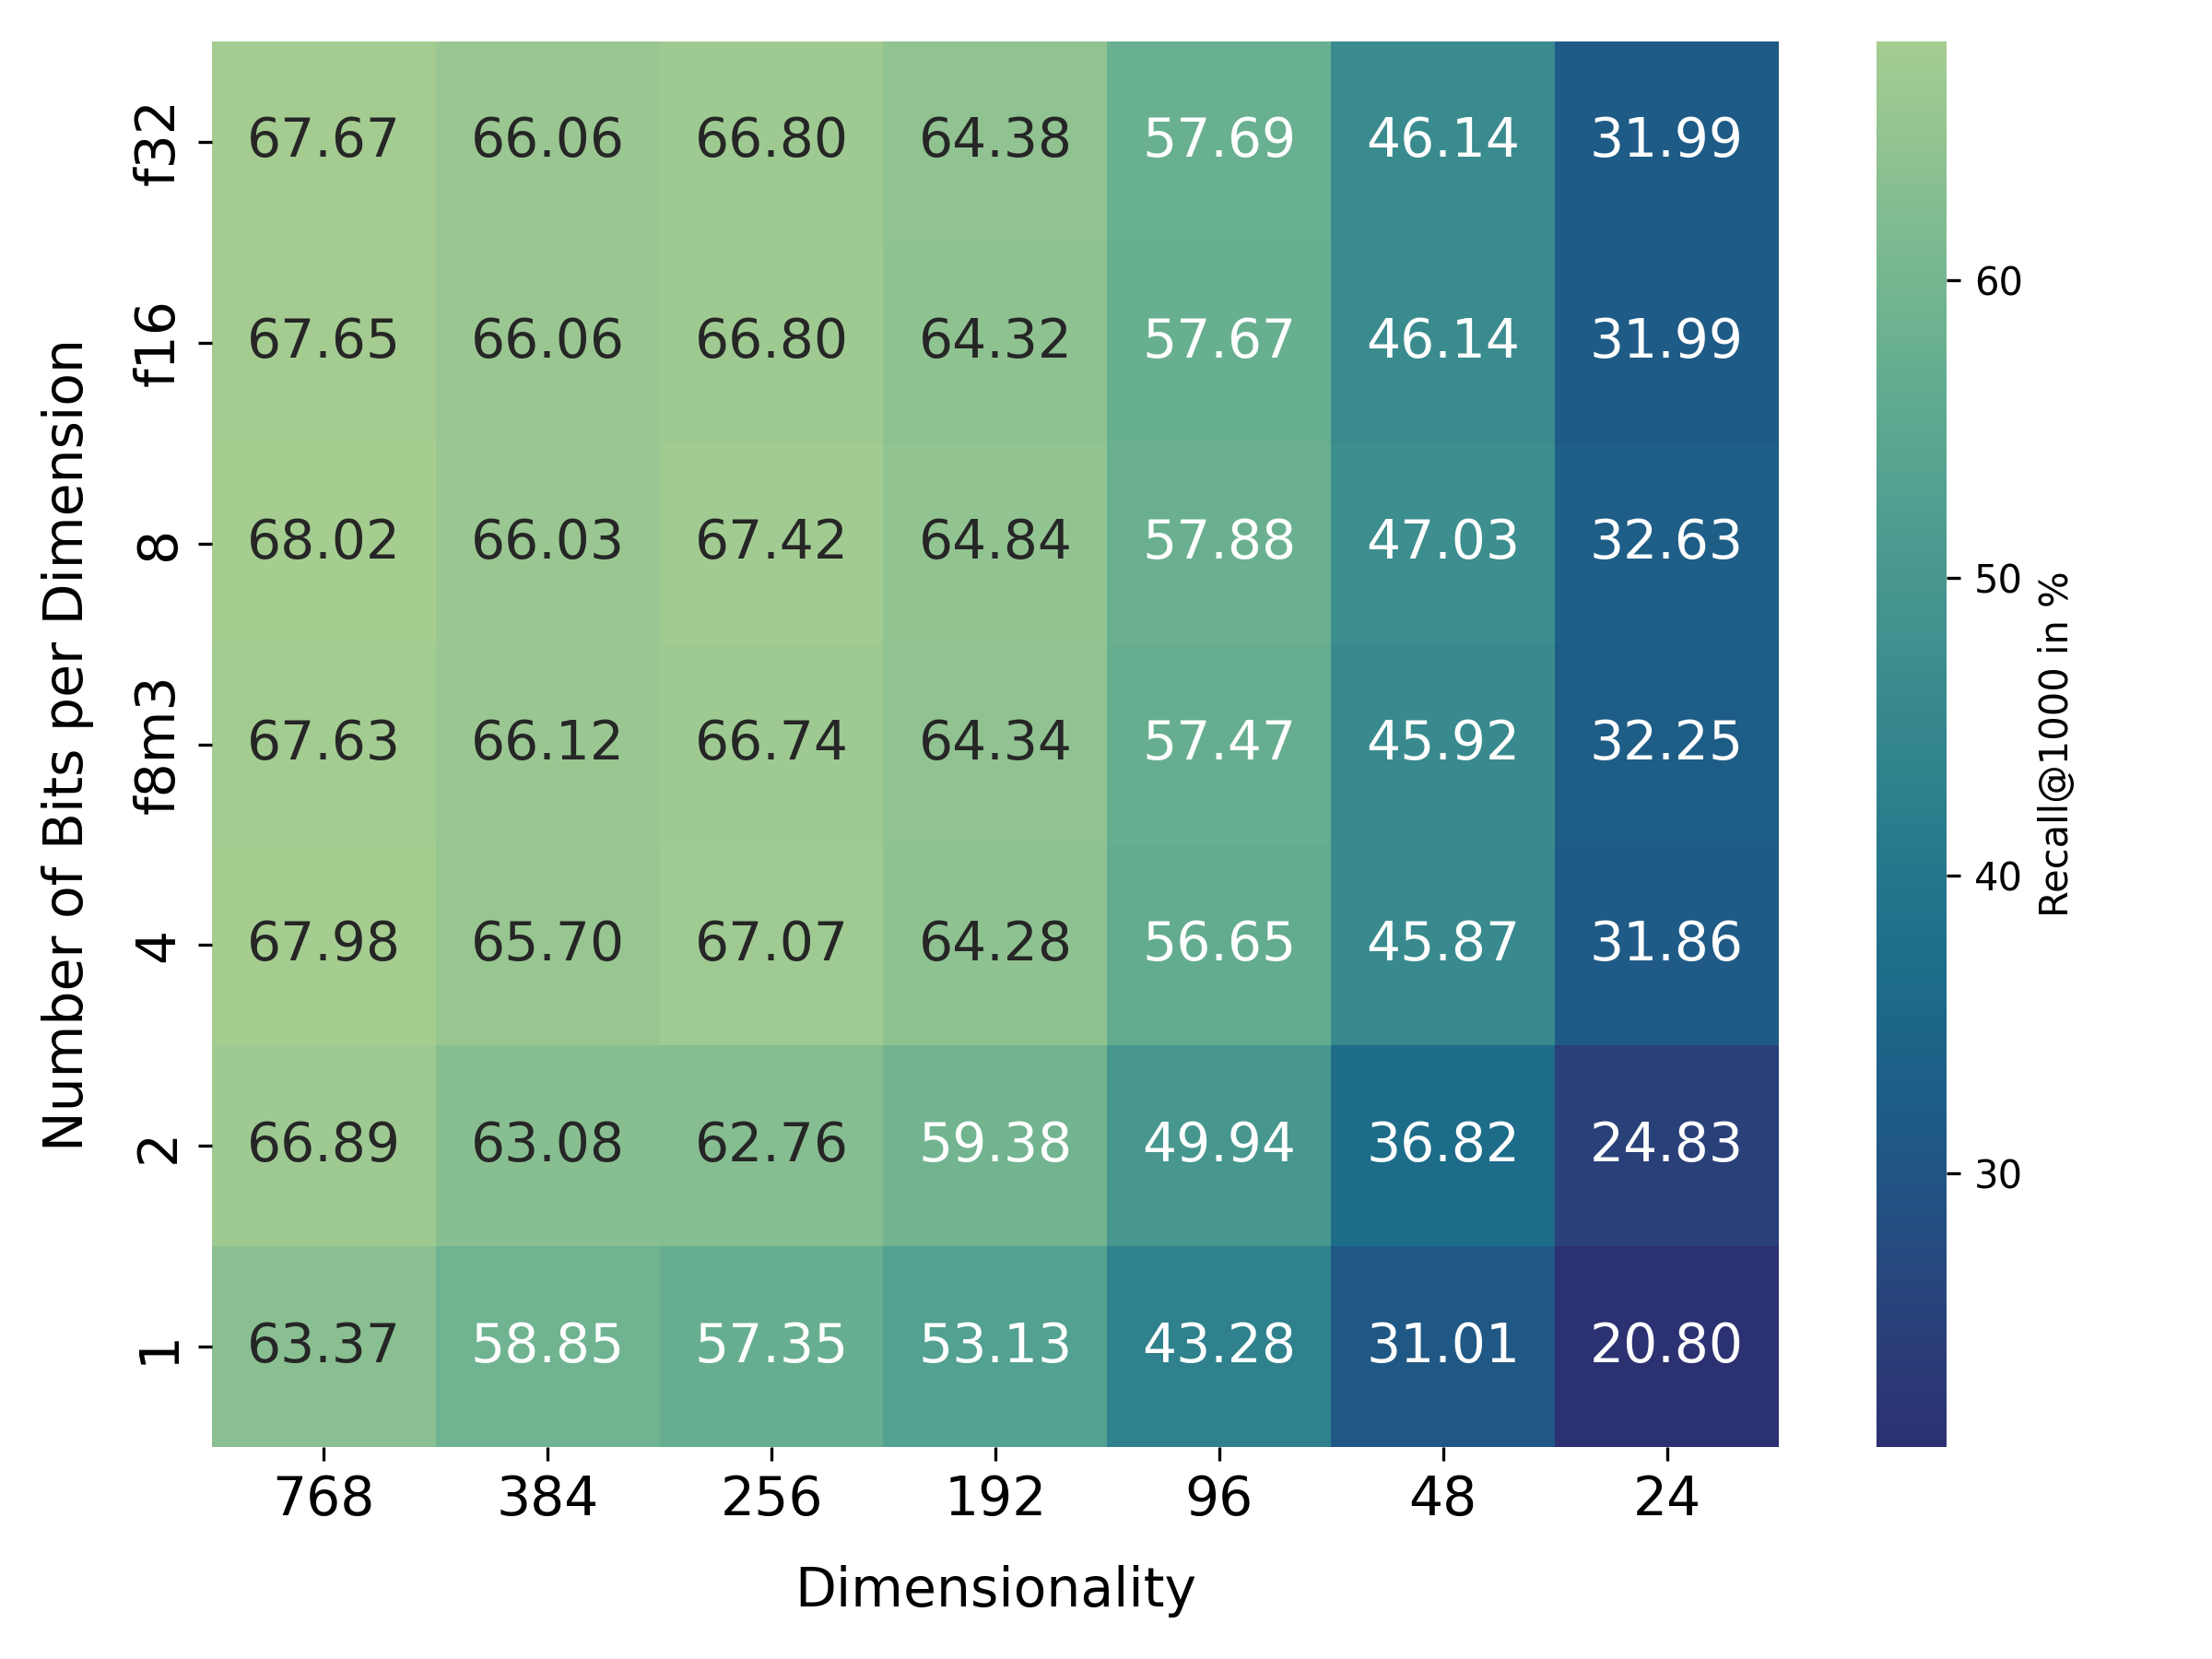 Number of Bits per Dimension
f32 67.67 66.06 66.80 64.38 57.69 46.14 31.99
f16 67.65 66.06 66.80 64.32 57.67 46.14 31.99
8 68.02 66.03 67.42 64.84 57.88 47.03 32.63
f8m3 67.63 66.12 66.74 64.34 57.47 45.92 32.25
4 67.98 65.70 67.07 64.28 56.65 45.87 31.86
2 66.89 63.08 62.76 59.38 49.94 36.82 24.83
1 63.37 58.85 57.35 53.13 43.28 31.01 20.80
768 384 256 192 96 48 24
Dimensionality
60
50
40
30
Recall@1000 in %